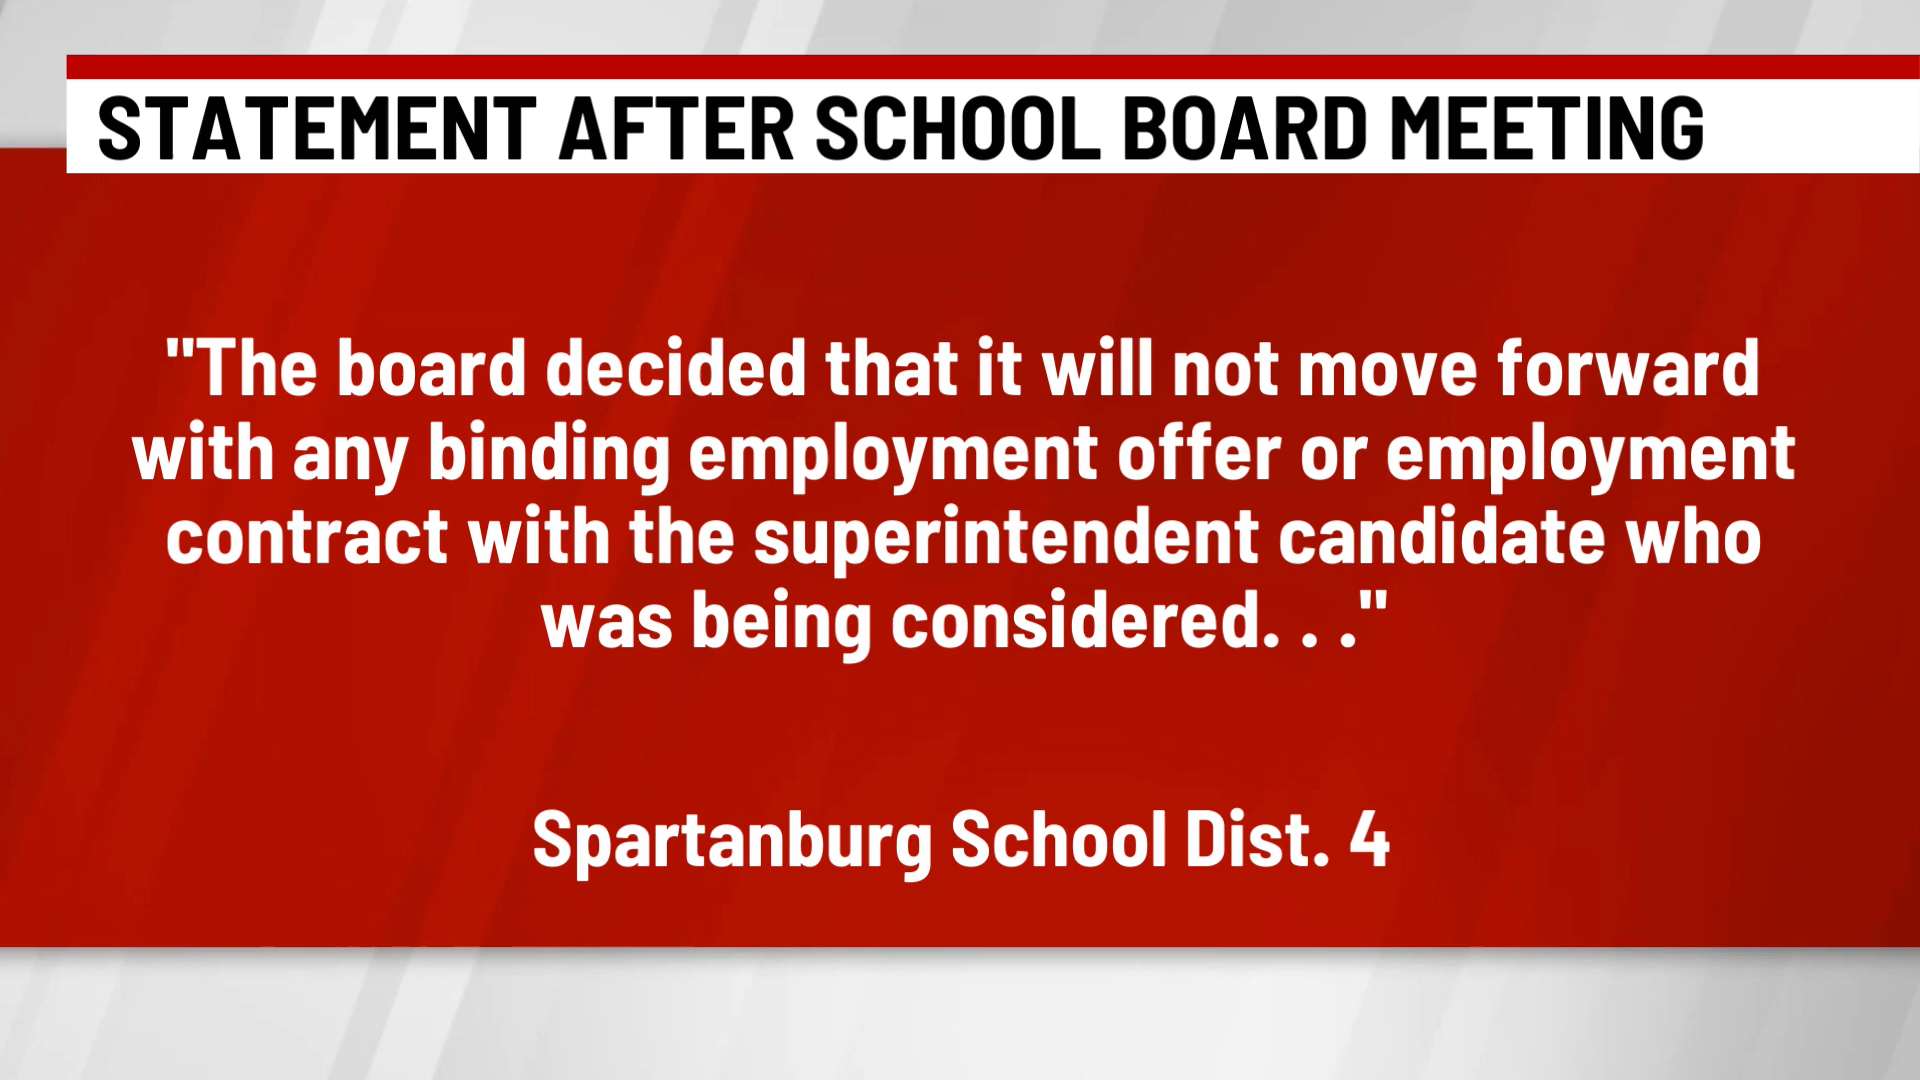 STATEMENT AFTER SCHOOL BOARD MEETING
"The board decided that it will not move forward
with any binding employment offer or employment
contract with the superintendent candidate who
was being considered. . ."
Spartanburg School Dist. 4